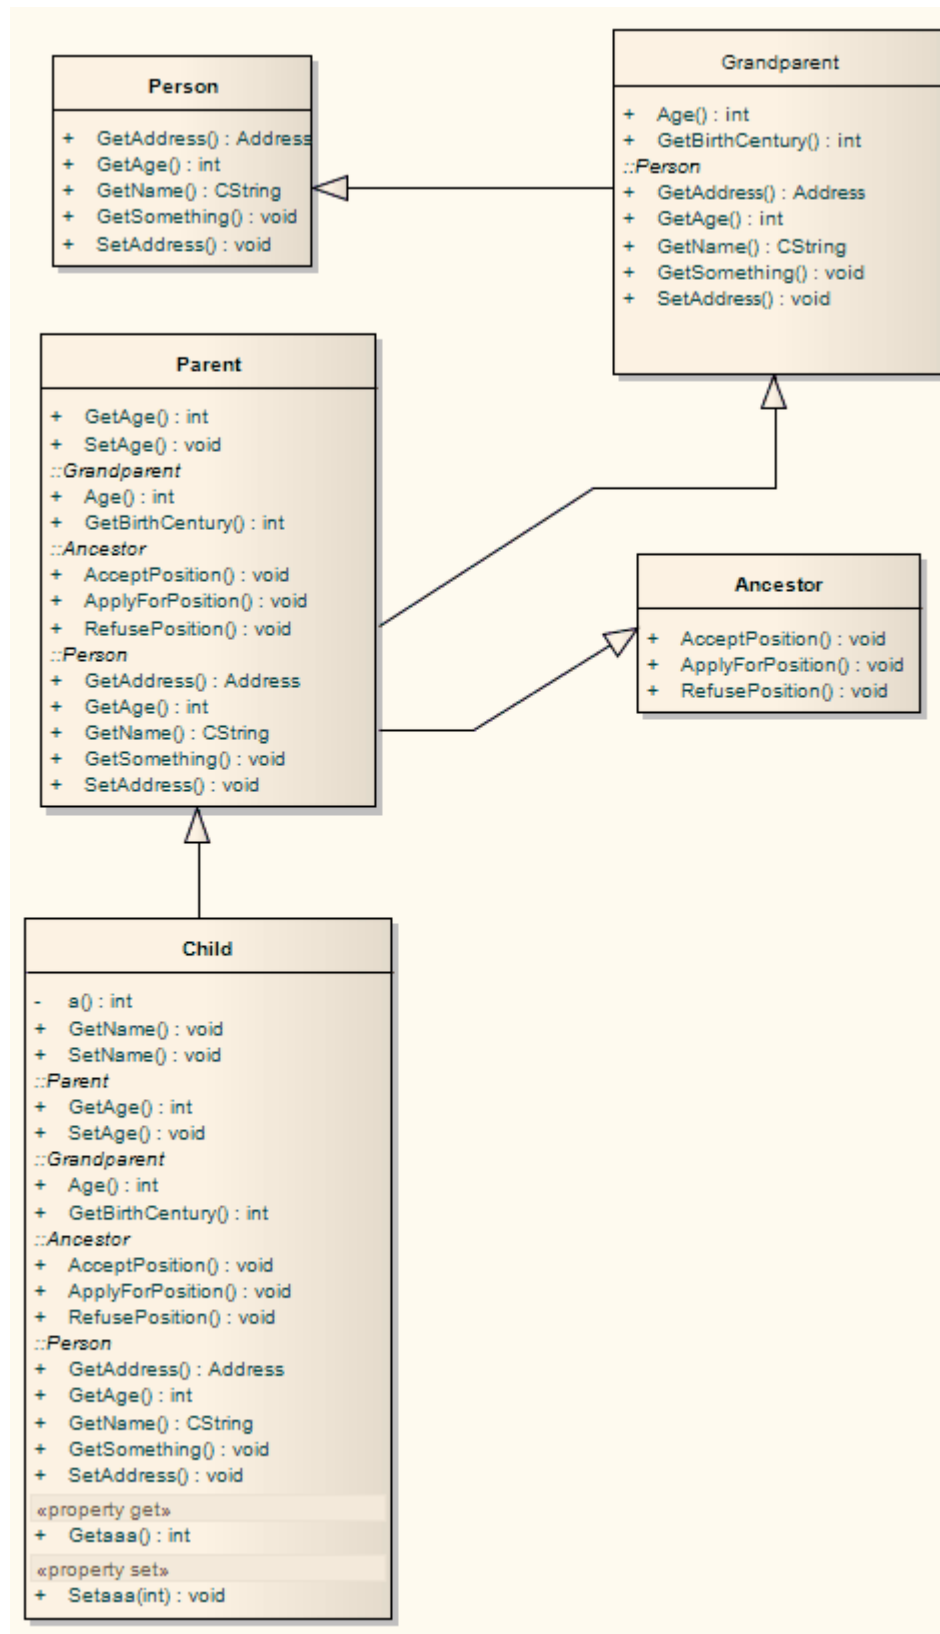 Person
+ GetAddress() : Address
+ GetAge() : int
+ GetName() : CString
+ GetSomething() : void
+ SetAddress() : void
Grandparent
+ Age() : int
+ GetBirthCentury() : int
::Person
+ GetAddress() : Address
+ GetAge() : int
+ GetName() : CString
+ GetSomething() : void
+ SetAddress() : void
Parent
+ GetAge() : int
+ SetAge() : void
::Grandparent
+ Age() : int
+ GetBirthCentury() : int
::Ancestor
+ AcceptPosition() : void
+ ApplyForPosition() : void
+ RefusePosition() : void
::Person
+ GetAddress() : Address
+ GetAge() : int
+ GetName() : CString
+ GetSomething() : void
+ SetAddress() : void
Ancestor
+ AcceptPosition() : void
+ ApplyForPosition() : void
+ RefusePosition() : void
Child
- a() : int
+ GetName() : void
+ SetName() : void
::Parent
+ GetAge() : int
+ SetAge() : void
::Grandparent
+ Age() : int
+ GetBirthCentury() : int
::Ancestor
+ AcceptPosition() : void
+ ApplyForPosition() : void
+ RefusePosition() : void
::Person
+ GetAddress() : Address
+ GetAge() : int
+ GetName() : CString
+ GetSomething() : void
+ SetAddress() : void
«property get»
+ Getaaa() : int
«property set»
+ Setaaa(int) : void